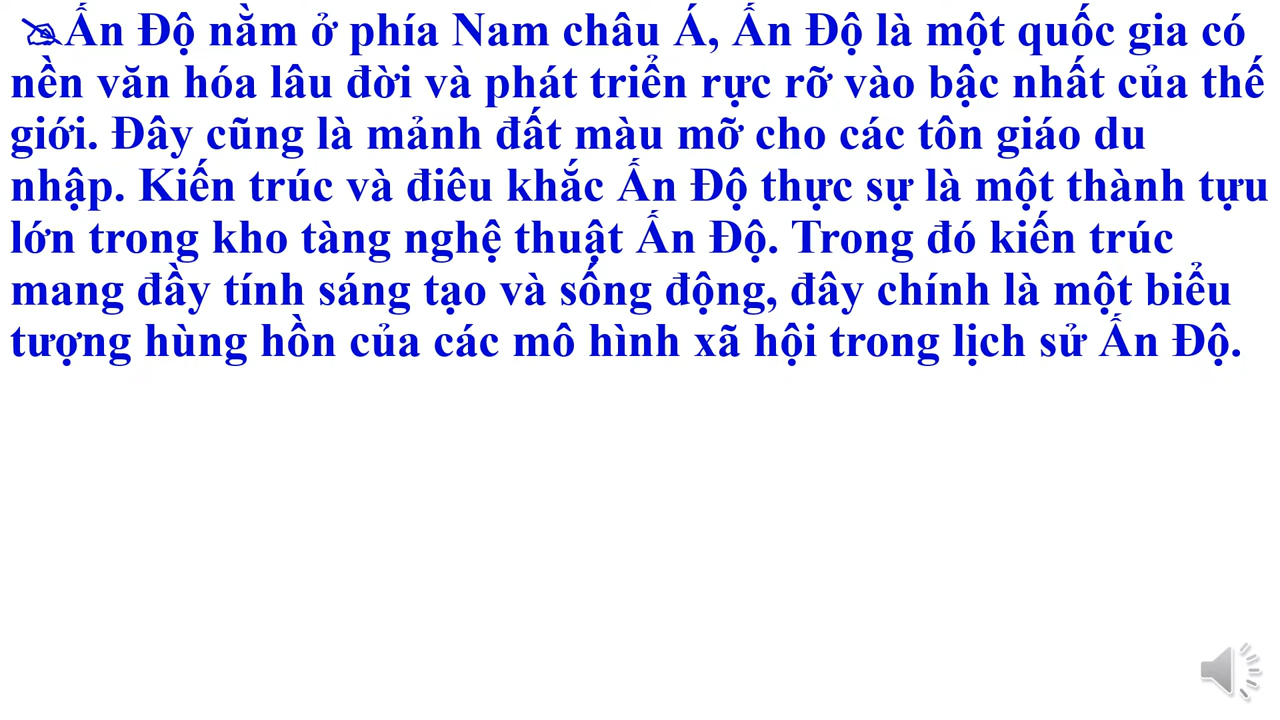 ✍Ấn Độ nằm ở phía Nam châu Á, Ấn Độ là một quốc gia có
nền văn hóa lâu đời và phát triển rực rỡ vào bậc nhất của thế
giới. Đây cũng là mảnh đất màu mỡ cho các tôn giáo du
nhập. Kiến trúc và điêu khắc Ấn Độ thực sự là một thành tựu
lớn trong kho tàng nghệ thuật Ấn Độ. Trong đó kiến trúc
mang đầy tính sáng tạo và sống động, đây chính là một biểu
tượng hùng hồn của các mô hình xã hội trong lịch sử Ấn Độ.